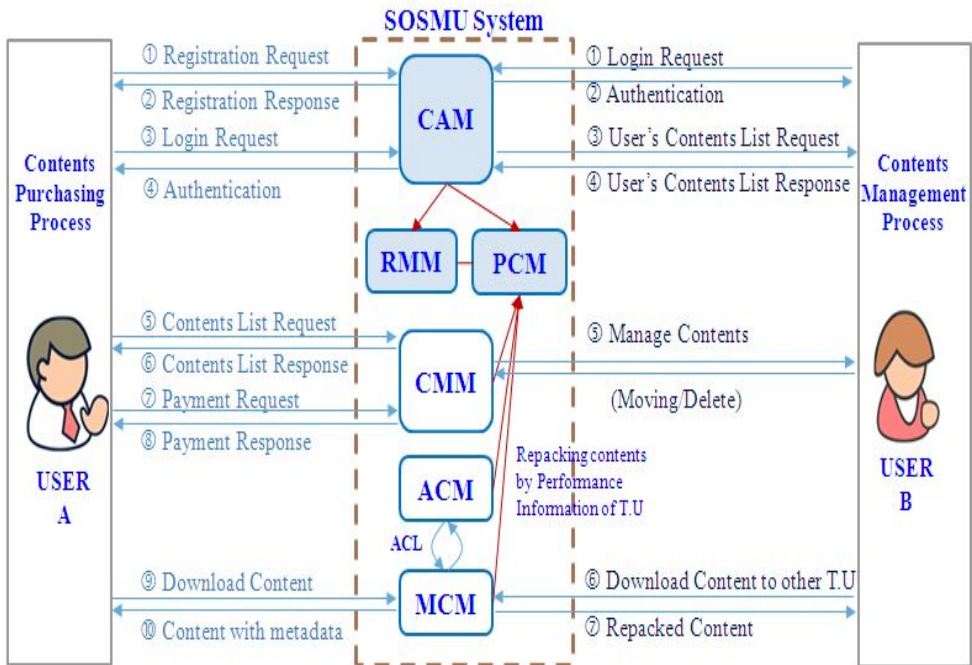 SOSMU System
Contents
Purchasing
Process
USER
A
① Registration Request
② Registration Response
③ Login Request
④ Authentication
⑤ Contents List Request
⑥ Contents List Response
⑦ Payment Request
⑧ Payment Response
⑨ Download Content
⑩ Content with metadata
CAM
RMM
PCM
CMM
ACM
ACL
MCM
Repacking contents
by Performance
Information of T.U
① Login Request
② Authentication
③ User's Contents List Request
④ User's Contents List Response
⑤ Manage Contents
(Moving/Delete)
⑥ Download Content to other T.U
⑦ Repacked Content
Contents
Management
Process
USER
B